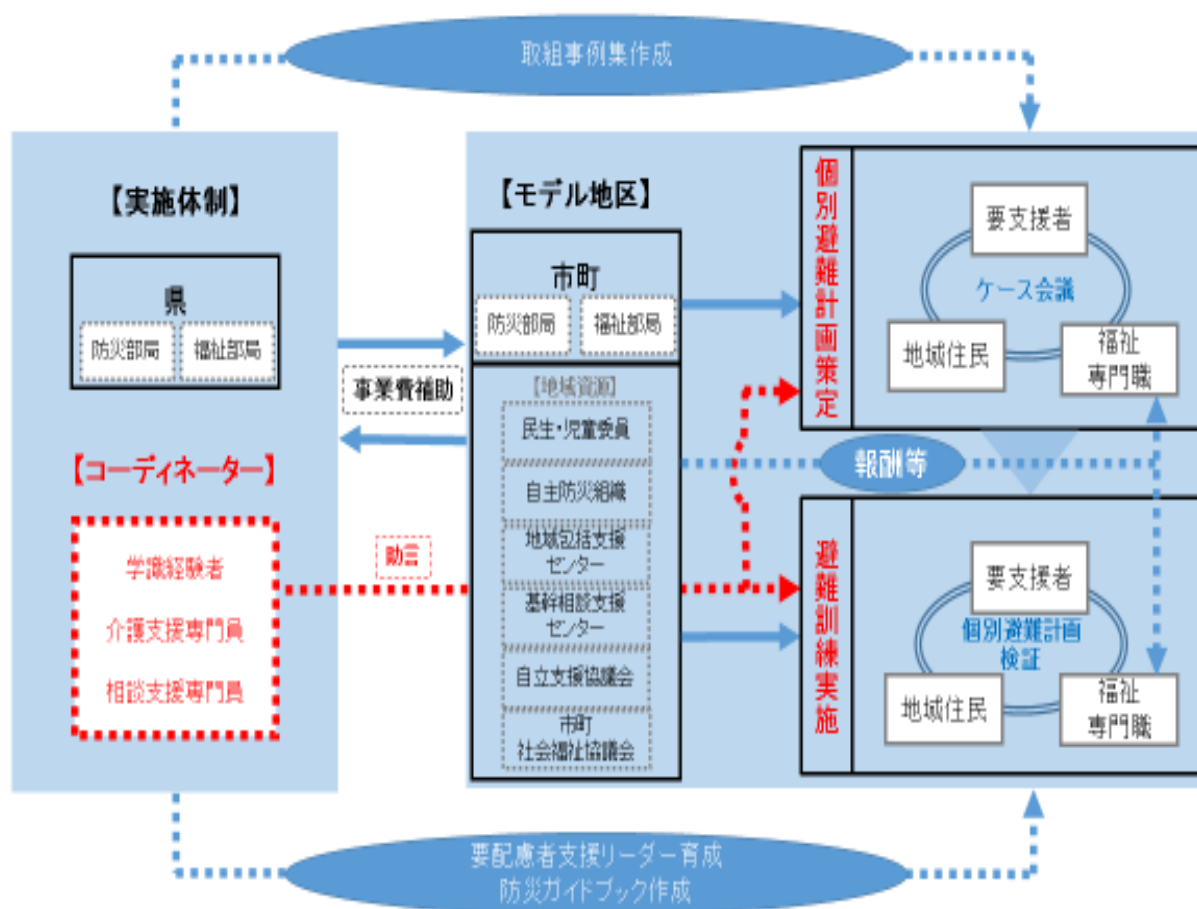 取組事例集作成
【実施体制】
県
防災部局
福祉部局
【コーディネーター】
学識経験者
介護支援専門員
相談支援専門員
事業費補助
助言
【モデル地区】
市町
防災部局
福祉部局
【地域資源】
民生・児童委員
自主防災組織
地域包括支援
センター
基幹相談支援
センター
自立支援協議会
市町
社会福祉協議会
個別避難計画策定
要支援者
ケース会議
地域住民
福祉
専門職
報酬等
避難訓練実施
要支援者
個別避難計画
検証
地域住民
福祉
専門職
要配慮者支援リーダー育成
防災ガイドブック作成